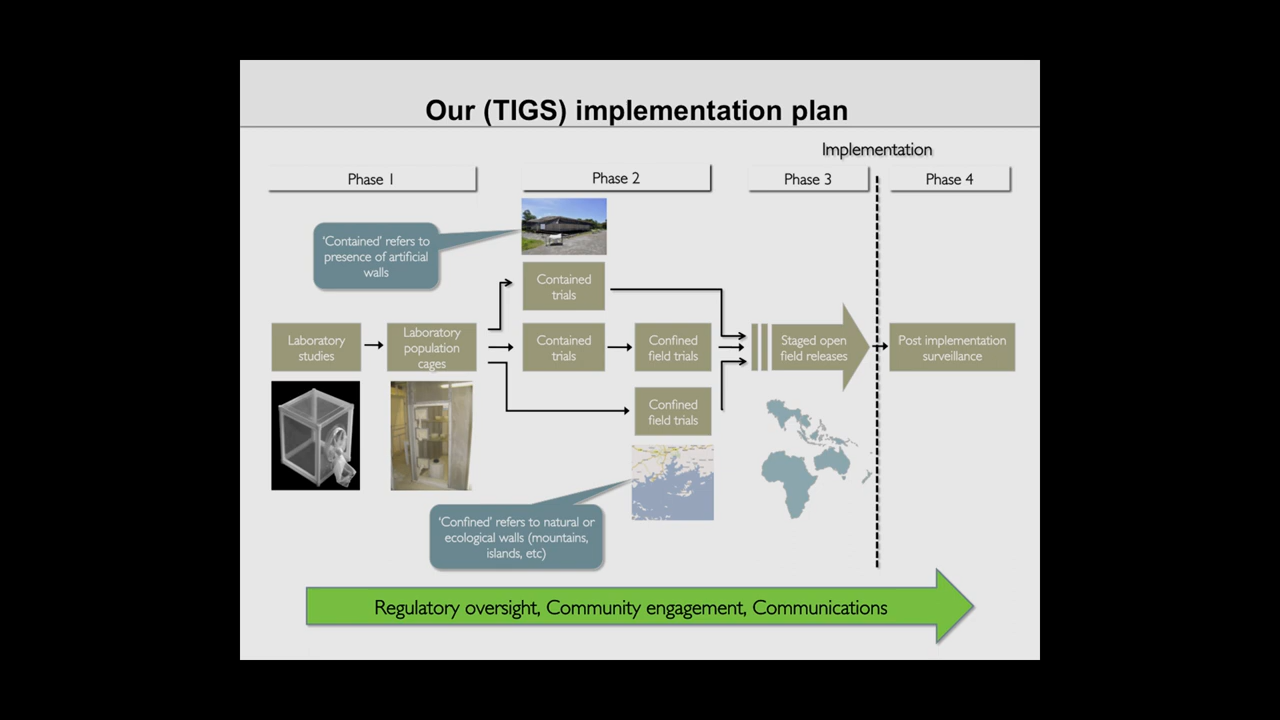 Our (TIGS) implementation plan
Implementation
Phase 1
Phase 2
Phase 3
Phase 4
'Contained' refers to
presence of artificial
walls
Contained
trials
Laboratory
studies
Laboratory
population
cages
Contained
trials
Confined
field trials
Staged open
field releases
Post implementation
surveillance
Confined
field trials
'Confined' refers to natural or
ecological walls (mountains,
islands, etc)
Regulatory oversight, Community engagement, Communications